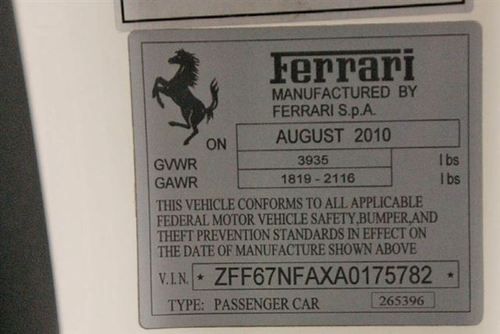 Ferrari
MANUFACTURED BY
FERRARI S.p.A.
ON AUGUST 2010
GVWR 3935 lbs
GAWR 1819 - 2116 lbs
THIS VEHICLE CONFORMS TO ALL APPLICABLE
FEDERAL MOTOR VEHICLE SAFETY,BUMPER,AND
THEFT PREVENTION STANDARDS IN EFFECT ON
THE DATE OF MANUFACTURE SHOWN ABOVE
V.I.N. * ZFF67NFAXA0175782 *
TYPE: PASSENGER CAR 265396